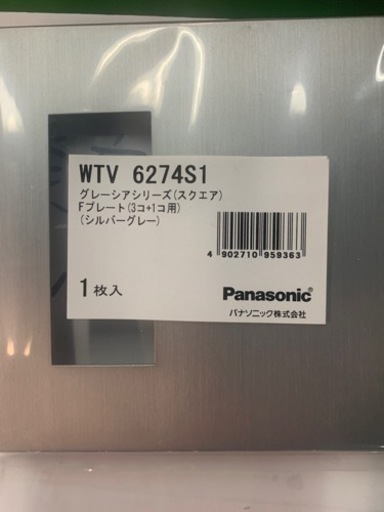 WTV 6274S1
グレーシアシリーズ(スクエア)
Fプレート(3コ+1コ用)
(シルバーグレー)
4 902710 959363
1枚入
Panasonic
パナソニック株式会社